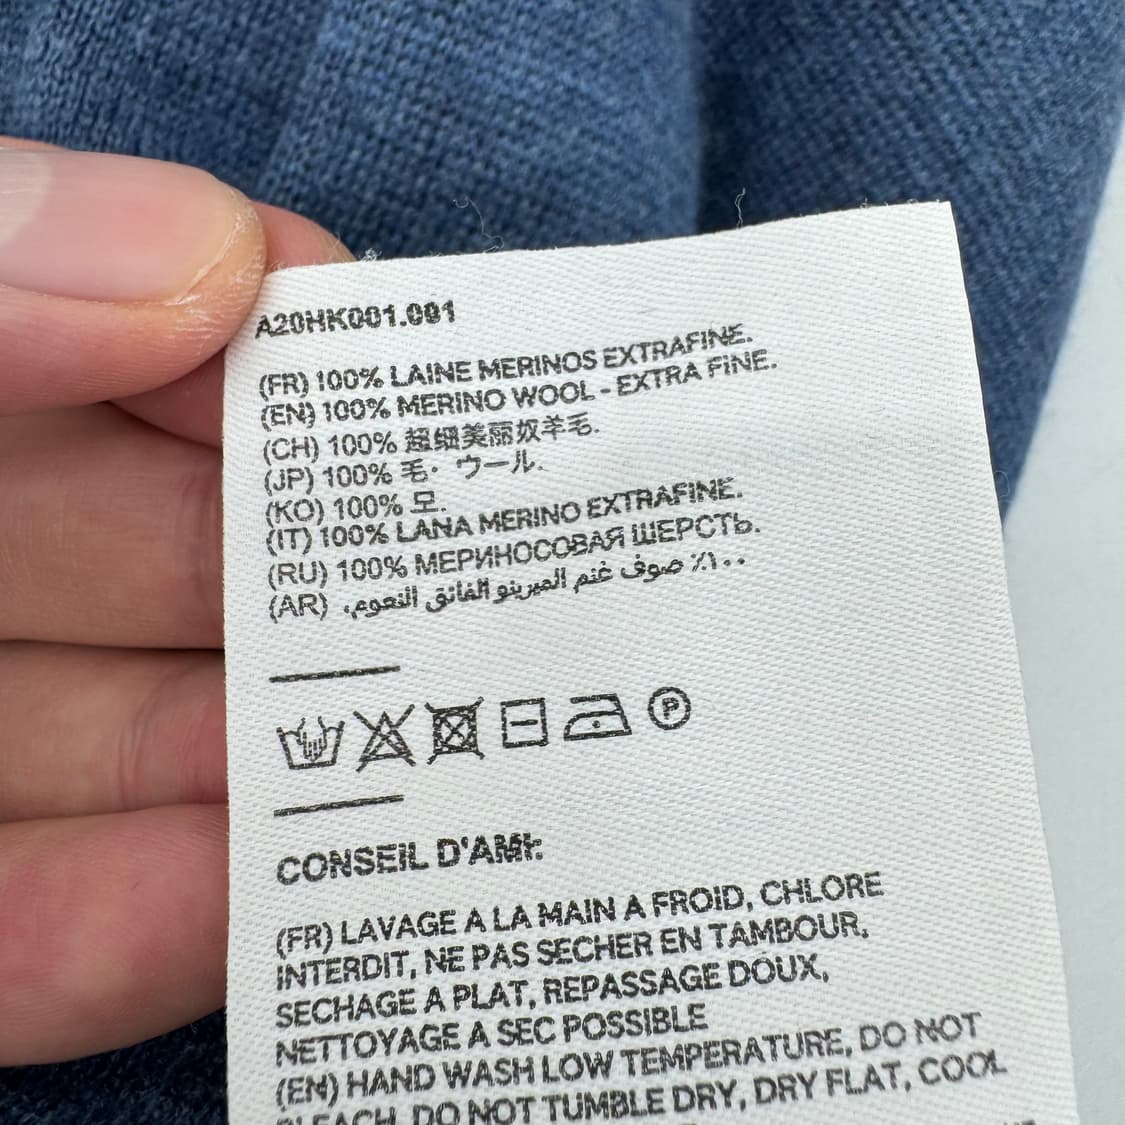 A20HK001.001
(FR) 100% LAINE MERINOS EXTRAFINE.
(EN) 100% MERINO WOOL - EXTRA FINE.
(CH) 100% 超细美丽奴羊毛.
(JP) 100% 毛・ウール.
(KO) 100% 모.
(IT) 100% LANA MERINO EXTRAFINE.
(RU) 100% МЕРИНОСОВАЯ ШЕРСТЬ.
(AR) ١٠٠٪ صوف غنم الميرينو الفائق النعومة.
P
CONSEIL D'AMI:
(FR) LAVAGE A LA MAIN A FROID, CHLORE
INTERDIT, NE PAS SECHER EN TAMBOUR,
SECHAGE A PLAT, REPASSAGE DOUX,
NETTOYAGE A SEC POSSIBLE
(EN) HAND WASH LOW TEMPERATURE, DO NOT
BLEACH, DO NOT TUMBLE DRY, DRY FLAT, COOL